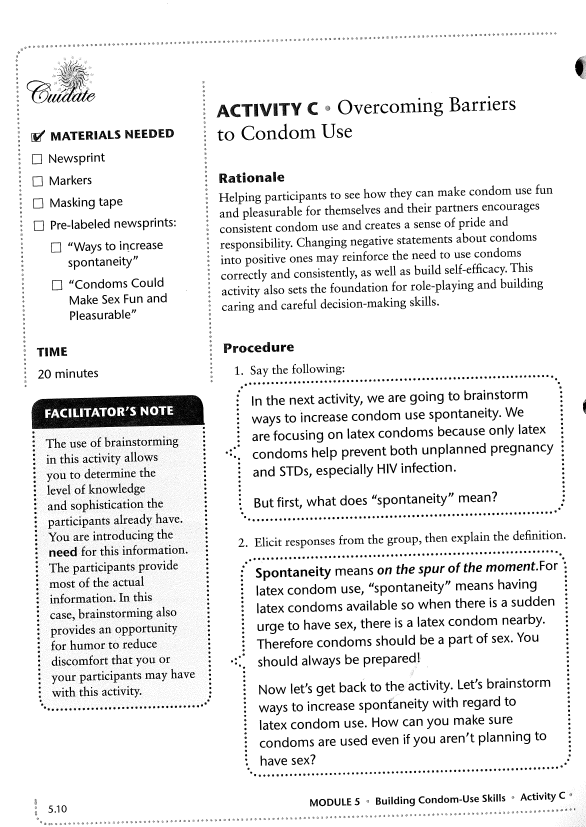 Cuidate
MATERIALS NEEDED
Newsprint
Markers
Masking tape
Pre-labeled newsprints:
“Ways to increase
spontaneity”
“Condoms Could
Make Sex Fun and
Pleasurable”
TIME
20 minutes
FACILITATOR’S NOTE
The use of brainstorming
in this activity allows
you to determine the
level of knowledge
and sophistication the
participants already have.
You are introducing the
need for this information.
The participants provide
most of the actual
information. In this
case, brainstorming also
provides an opportunity
for humor to reduce
discomfort that you or
your participants may have
with this activity.
ACTIVITY C • Overcoming Barriers
to Condom Use
Rationale
Helping participants to see how they can make condom use fun
and pleasurable for themselves and their partners encourages
consistent condom use and creates a sense of pride and
responsibility. Changing negative statements about condoms
into positive ones may reinforce the need to use condoms
correctly and consistently, as well as build self-efficacy. This
activity also sets the foundation for role-playing and building
caring and careful decision-making skills.
Procedure
1. Say the following:
In the next activity, we are going to brainstorm
ways to increase condom use spontaneity. We
are focusing on latex condoms because only latex
condoms help prevent both unplanned pregnancy
and STDs, especially HIV infection.
But first, what does “spontaneity” mean?
2. Elicit responses from the group, then explain the definition.
Spontaneity means on the spur of the moment.For
latex condom use, “spontaneity” means having
latex condoms available so when there is a sudden
urge to have sex, there is a latex condom nearby.
Therefore condoms should be a part of sex. You
should always be prepared!
Now let’s get back to the activity. Let’s brainstorm
ways to increase spontaneity with regard to
latex condom use. How can you make sure
condoms are used even if you aren’t planning to
have sex?
5.10
MODULE 5 • Building Condom-Use Skills • Activity C •